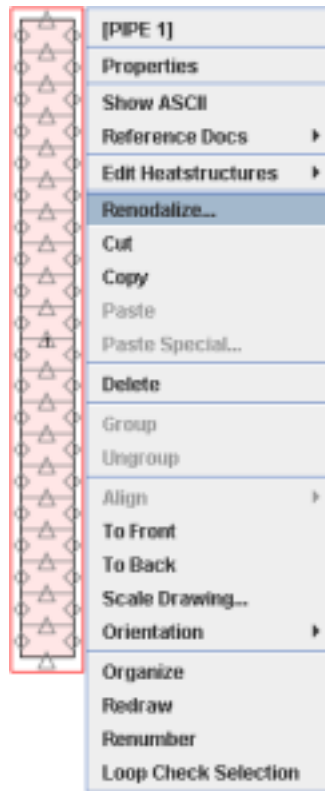 [PIPE 1]
Properties
Show ASCII
Reference Docs
Edit Heatstructures
Renodalize...
Cut
Copy
Paste
Paste Special...
Delete
Group
Ungroup
Align
To Front
To Back
Scale Drawing...
Orientation
Organize
Redraw
Renumber
Loop Check Selection